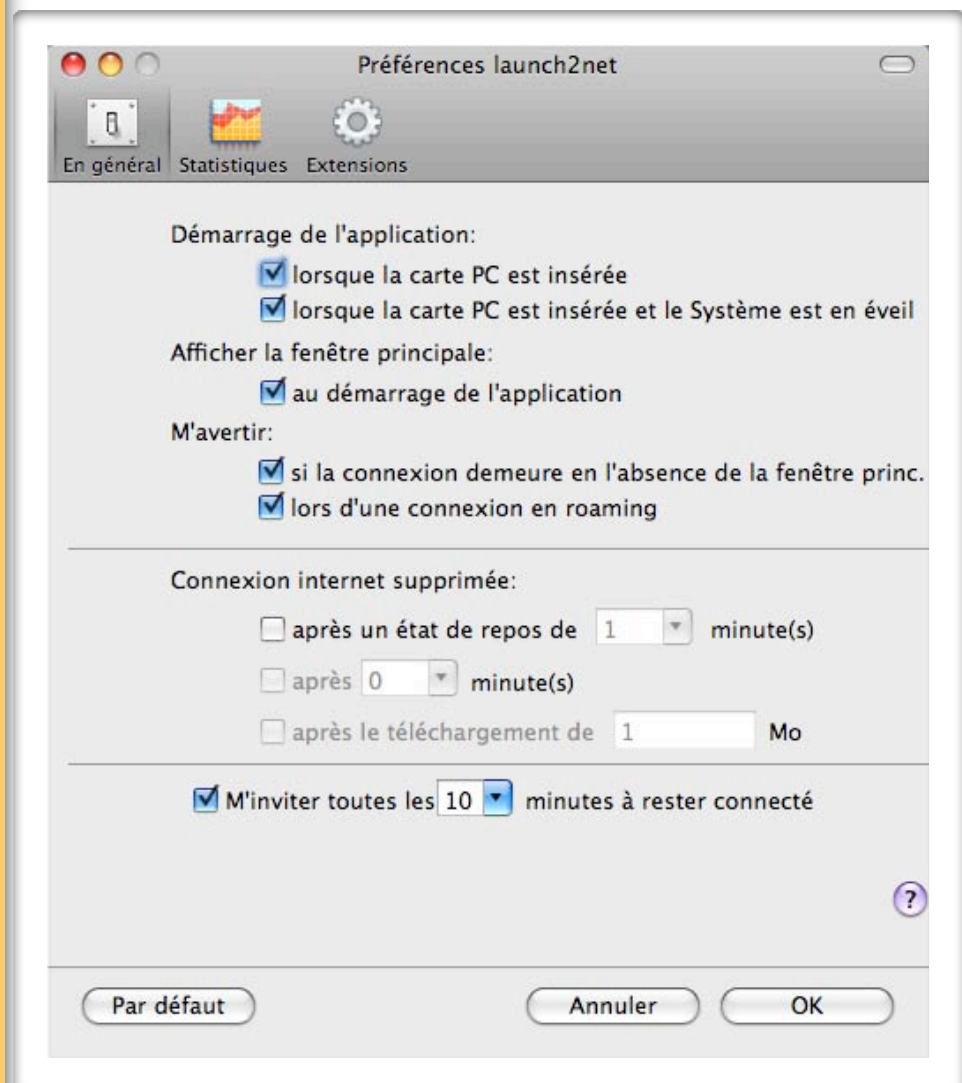 Préférences launch2net
En général Statistiques Extensions
Démarrage de l'application:
lorsque la carte PC est insérée
lorsque la carte PC est insérée et le Système est en éveil
Afficher la fenêtre principale:
au démarrage de l'application
M'avertir:
si la connexion demeure en l'absence de la fenêtre princ.
lors d'une connexion en roaming
Connexion internet supprimée:
après un état de repos de 1 minute(s)
après 0 minute(s)
après le téléchargement de 1 Mo
M'inviter toutes les 10 minutes à rester connecté
?
Par défaut Annuler OK